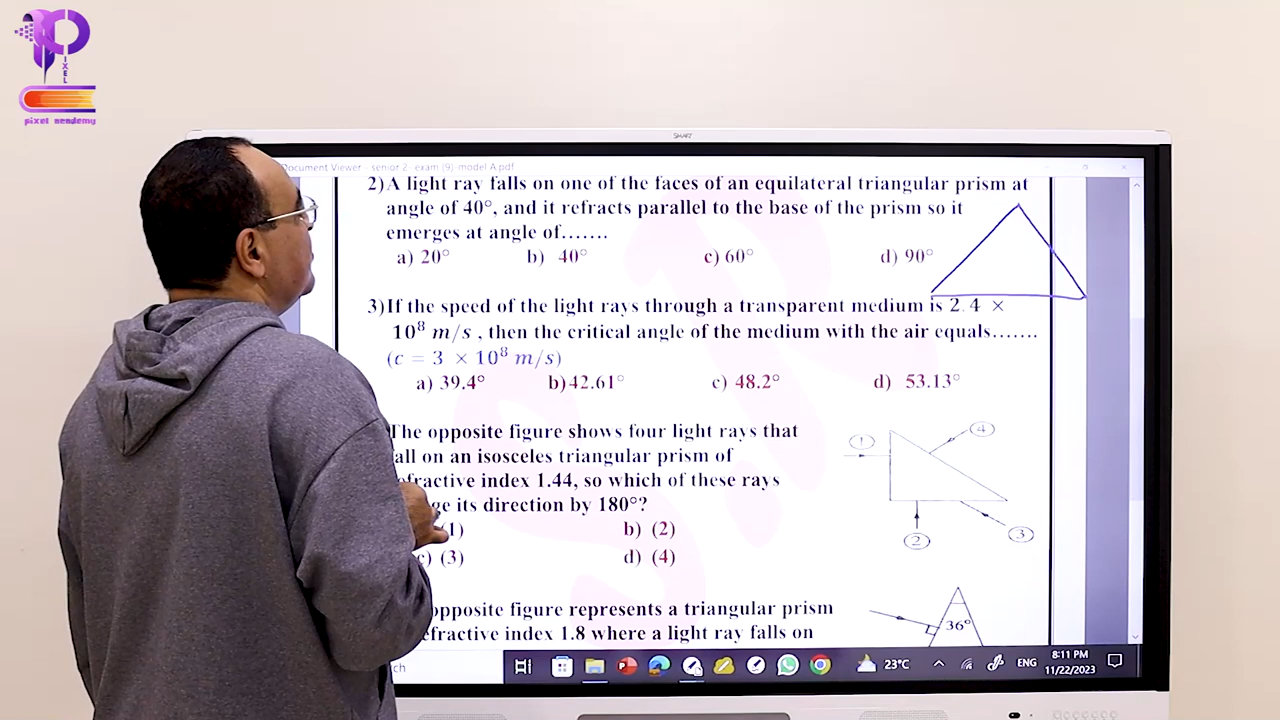 PIXEL
pixel academy
SMART
Document Viewer - senior 2- exam (9)-model A.pdf
2) A light ray falls on one of the faces of an equilateral triangular prism at
angle of 40°, and it refracts parallel to the base of the prism so it
emerges at angle of…….
a) 20° b) 40° c) 60° d) 90°
3) If the speed of the light rays through a transparent medium is 2.4 ×
10⁸ m/s , then the critical angle of the medium with the air equals…….
(c = 3 × 10⁸ m/s)
a) 39.4° b) 42.61° c) 48.2° d) 53.13°
The opposite figure shows four light rays that
all on an isosceles triangular prism of
efractive index 1.44, so which of these rays
ge its direction by 180°?
(1) b) (2)
c) (3) d) (4)
1
4
2
3
opposite figure represents a triangular prism
efractive index 1.8 where a light ray falls on
36°
ch
23°C
ENG
8:11 PM
11/22/2023